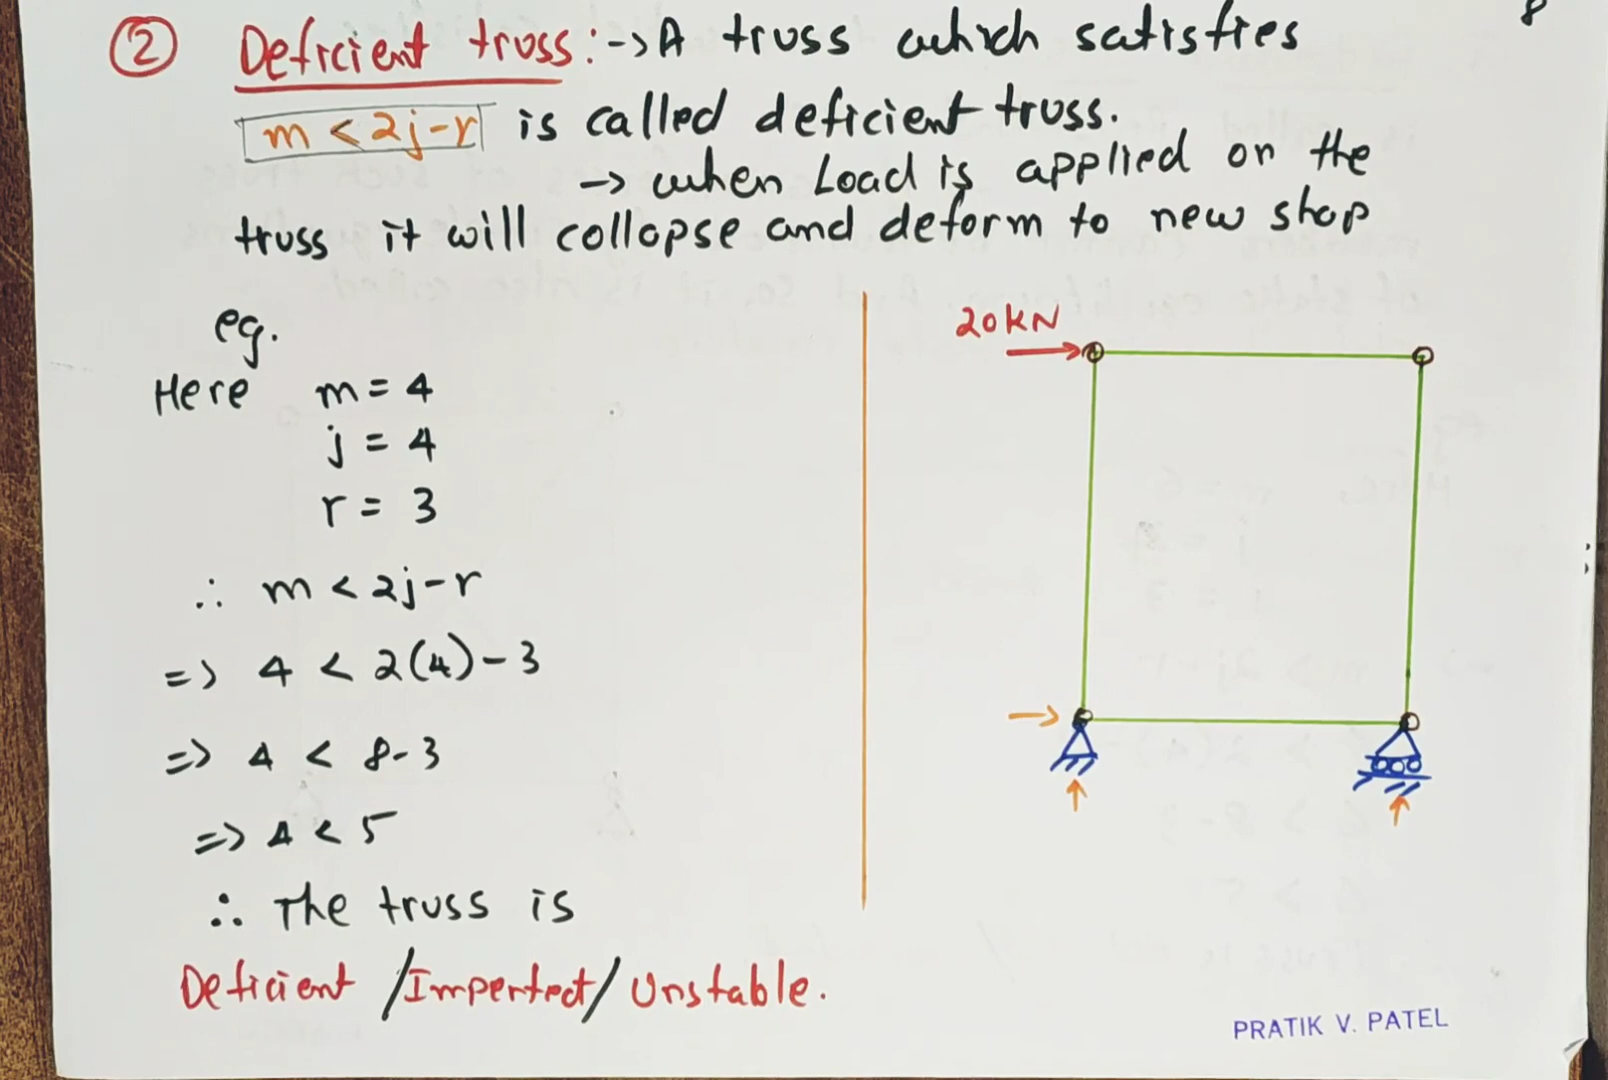 8
② Deficient truss:→A truss which satisfies
m < 2j-r is called deficient truss.
→ when Load is applied on the
truss it will collapse and deform to new shap
eg.
Here m = 4
j = 4
r = 3
∴ m < 2j-r
=> 4 < 2(4)-3
=> 4 < 8-3
=> 4 < 5
∴ The truss is
Deficient /Imperfect/ Unstable.
20KN
PRATIK V. PATEL